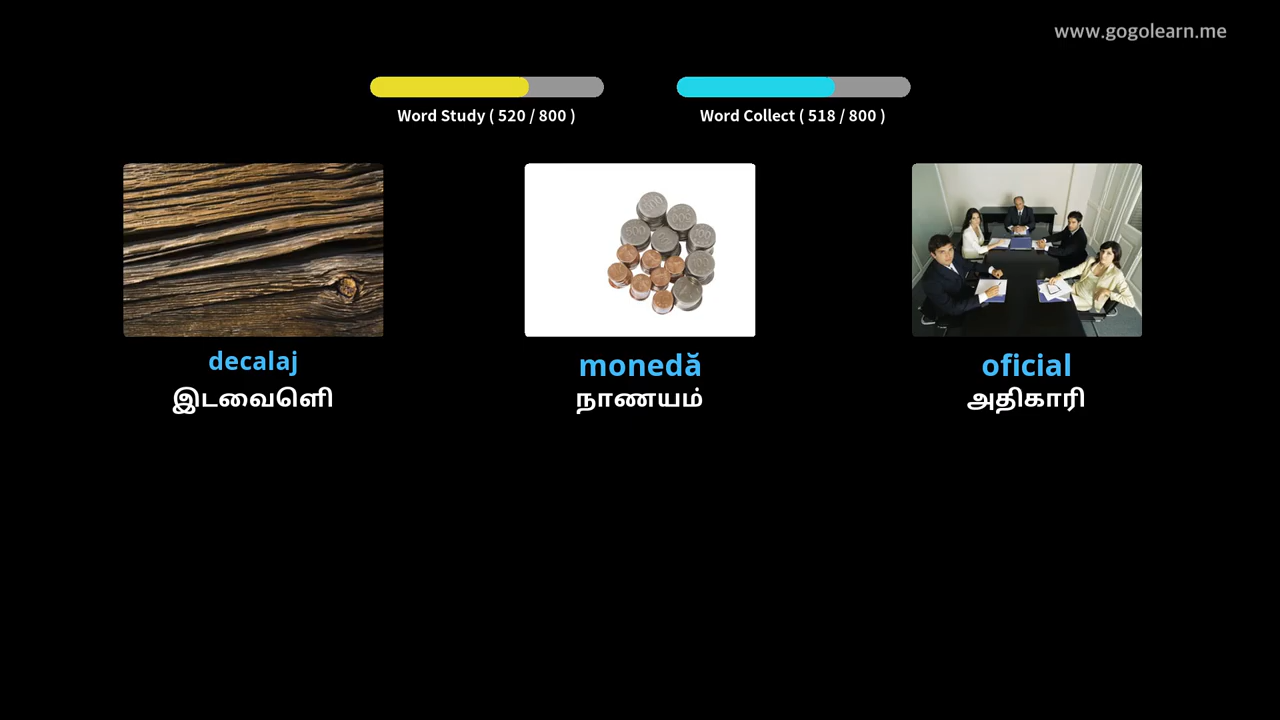 www.gogolearn.me
Word Study ( 520 / 800 )
Word Collect ( 518 / 800 )
decalaj
இடைவெளி
monedă
நாணயம்
oficial
அதிகாரி